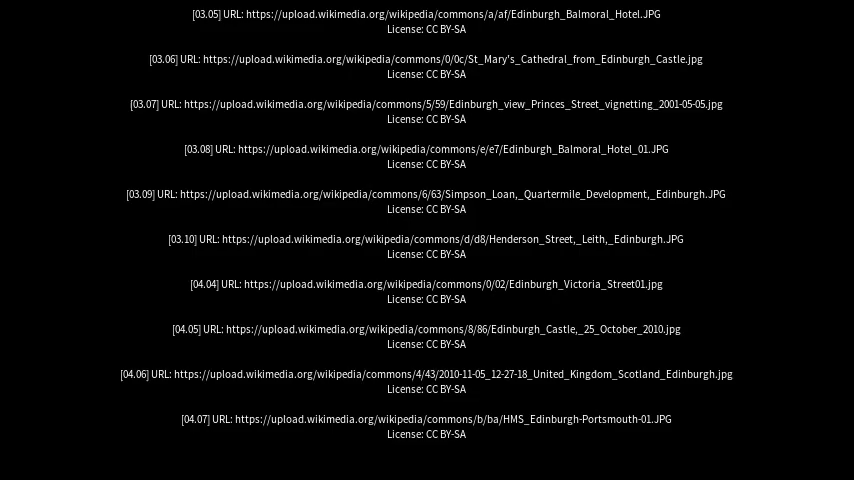 [03.05] URL: https://upload.wikimedia.org/wikipedia/commons/a/af/Edinburgh_Balmoral_Hotel.JPG
License: CC BY-SA
[03.06] URL: https://upload.wikimedia.org/wikipedia/commons/0/0c/St_Mary's_Cathedral_from_Edinburgh_Castle.jpg
License: CC BY-SA
[03.07] URL: https://upload.wikimedia.org/wikipedia/commons/5/59/Edinburgh_view_Princes_Street_vignetting_2001-05-05.jpg
License: CC BY-SA
[03.08] URL: https://upload.wikimedia.org/wikipedia/commons/e/e7/Edinburgh_Balmoral_Hotel_01.JPG
License: CC BY-SA
[03.09] URL: https://upload.wikimedia.org/wikipedia/commons/6/63/Simpson_Loan,_Quartermile_Development,_Edinburgh.JPG
License: CC BY-SA
[03.10] URL: https://upload.wikimedia.org/wikipedia/commons/d/d8/Henderson_Street,_Leith,_Edinburgh.JPG
License: CC BY-SA
[04.04] URL: https://upload.wikimedia.org/wikipedia/commons/0/02/Edinburgh_Victoria_Street01.jpg
License: CC BY-SA
[04.05] URL: https://upload.wikimedia.org/wikipedia/commons/8/86/Edinburgh_Castle,_25_October_2010.jpg
License: CC BY-SA
[04.06] URL: https://upload.wikimedia.org/wikipedia/commons/4/43/2010-11-05_12-27-18_United_Kingdom_Scotland_Edinburgh.jpg
License: CC BY-SA
[04.07] URL: https://upload.wikimedia.org/wikipedia/commons/b/ba/HMS_Edinburgh-Portsmouth-01.JPG
License: CC BY-SA